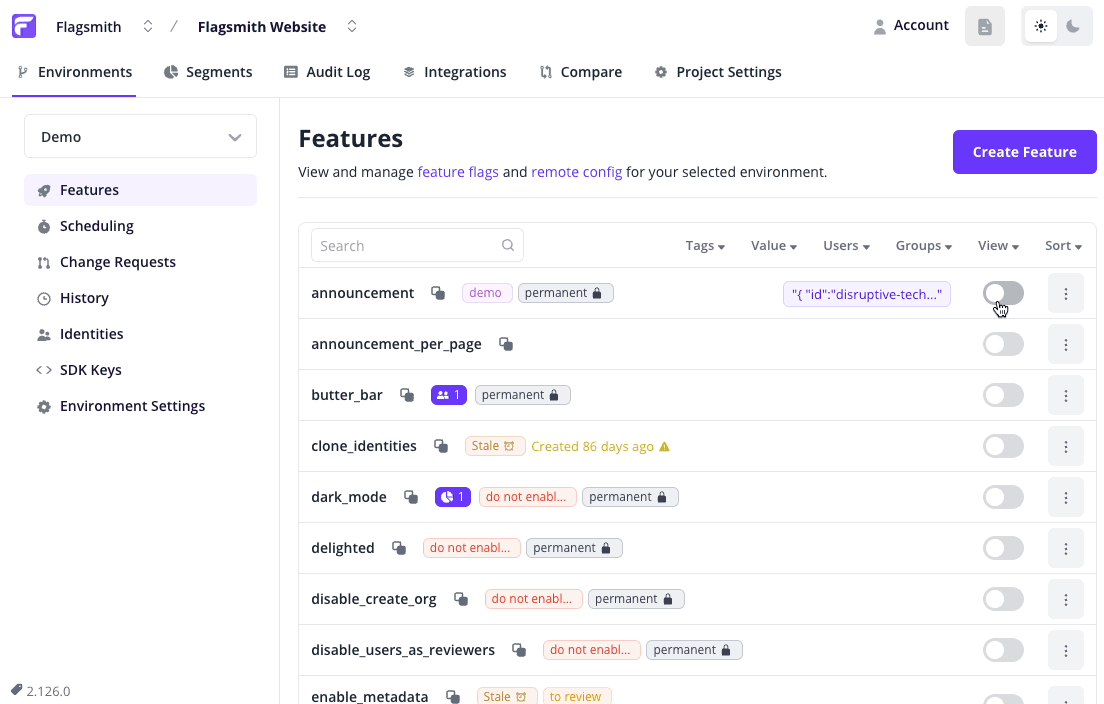 Flagsmith / Flagsmith Website Account
Environments Segments Audit Log Integrations Compare Project Settings
Demo
Features
Scheduling
Change Requests
History
Identities
SDK Keys
Environment Settings
2.126.0
Features
View and manage feature flags and remote config for your selected environment.
Create Feature
Search Tags Value Users Groups View Sort
announcement demo permanent "{ "id":"disruptive-tech..."
announcement_per_page
butter_bar 1 permanent
clone_identities Stale Created 86 days ago
dark_mode 1 do not enabl... permanent
delighted do not enabl... permanent
disable_create_org do not enabl... permanent
disable_users_as_reviewers do not enabl... permanent
enable_metadata Stale to review